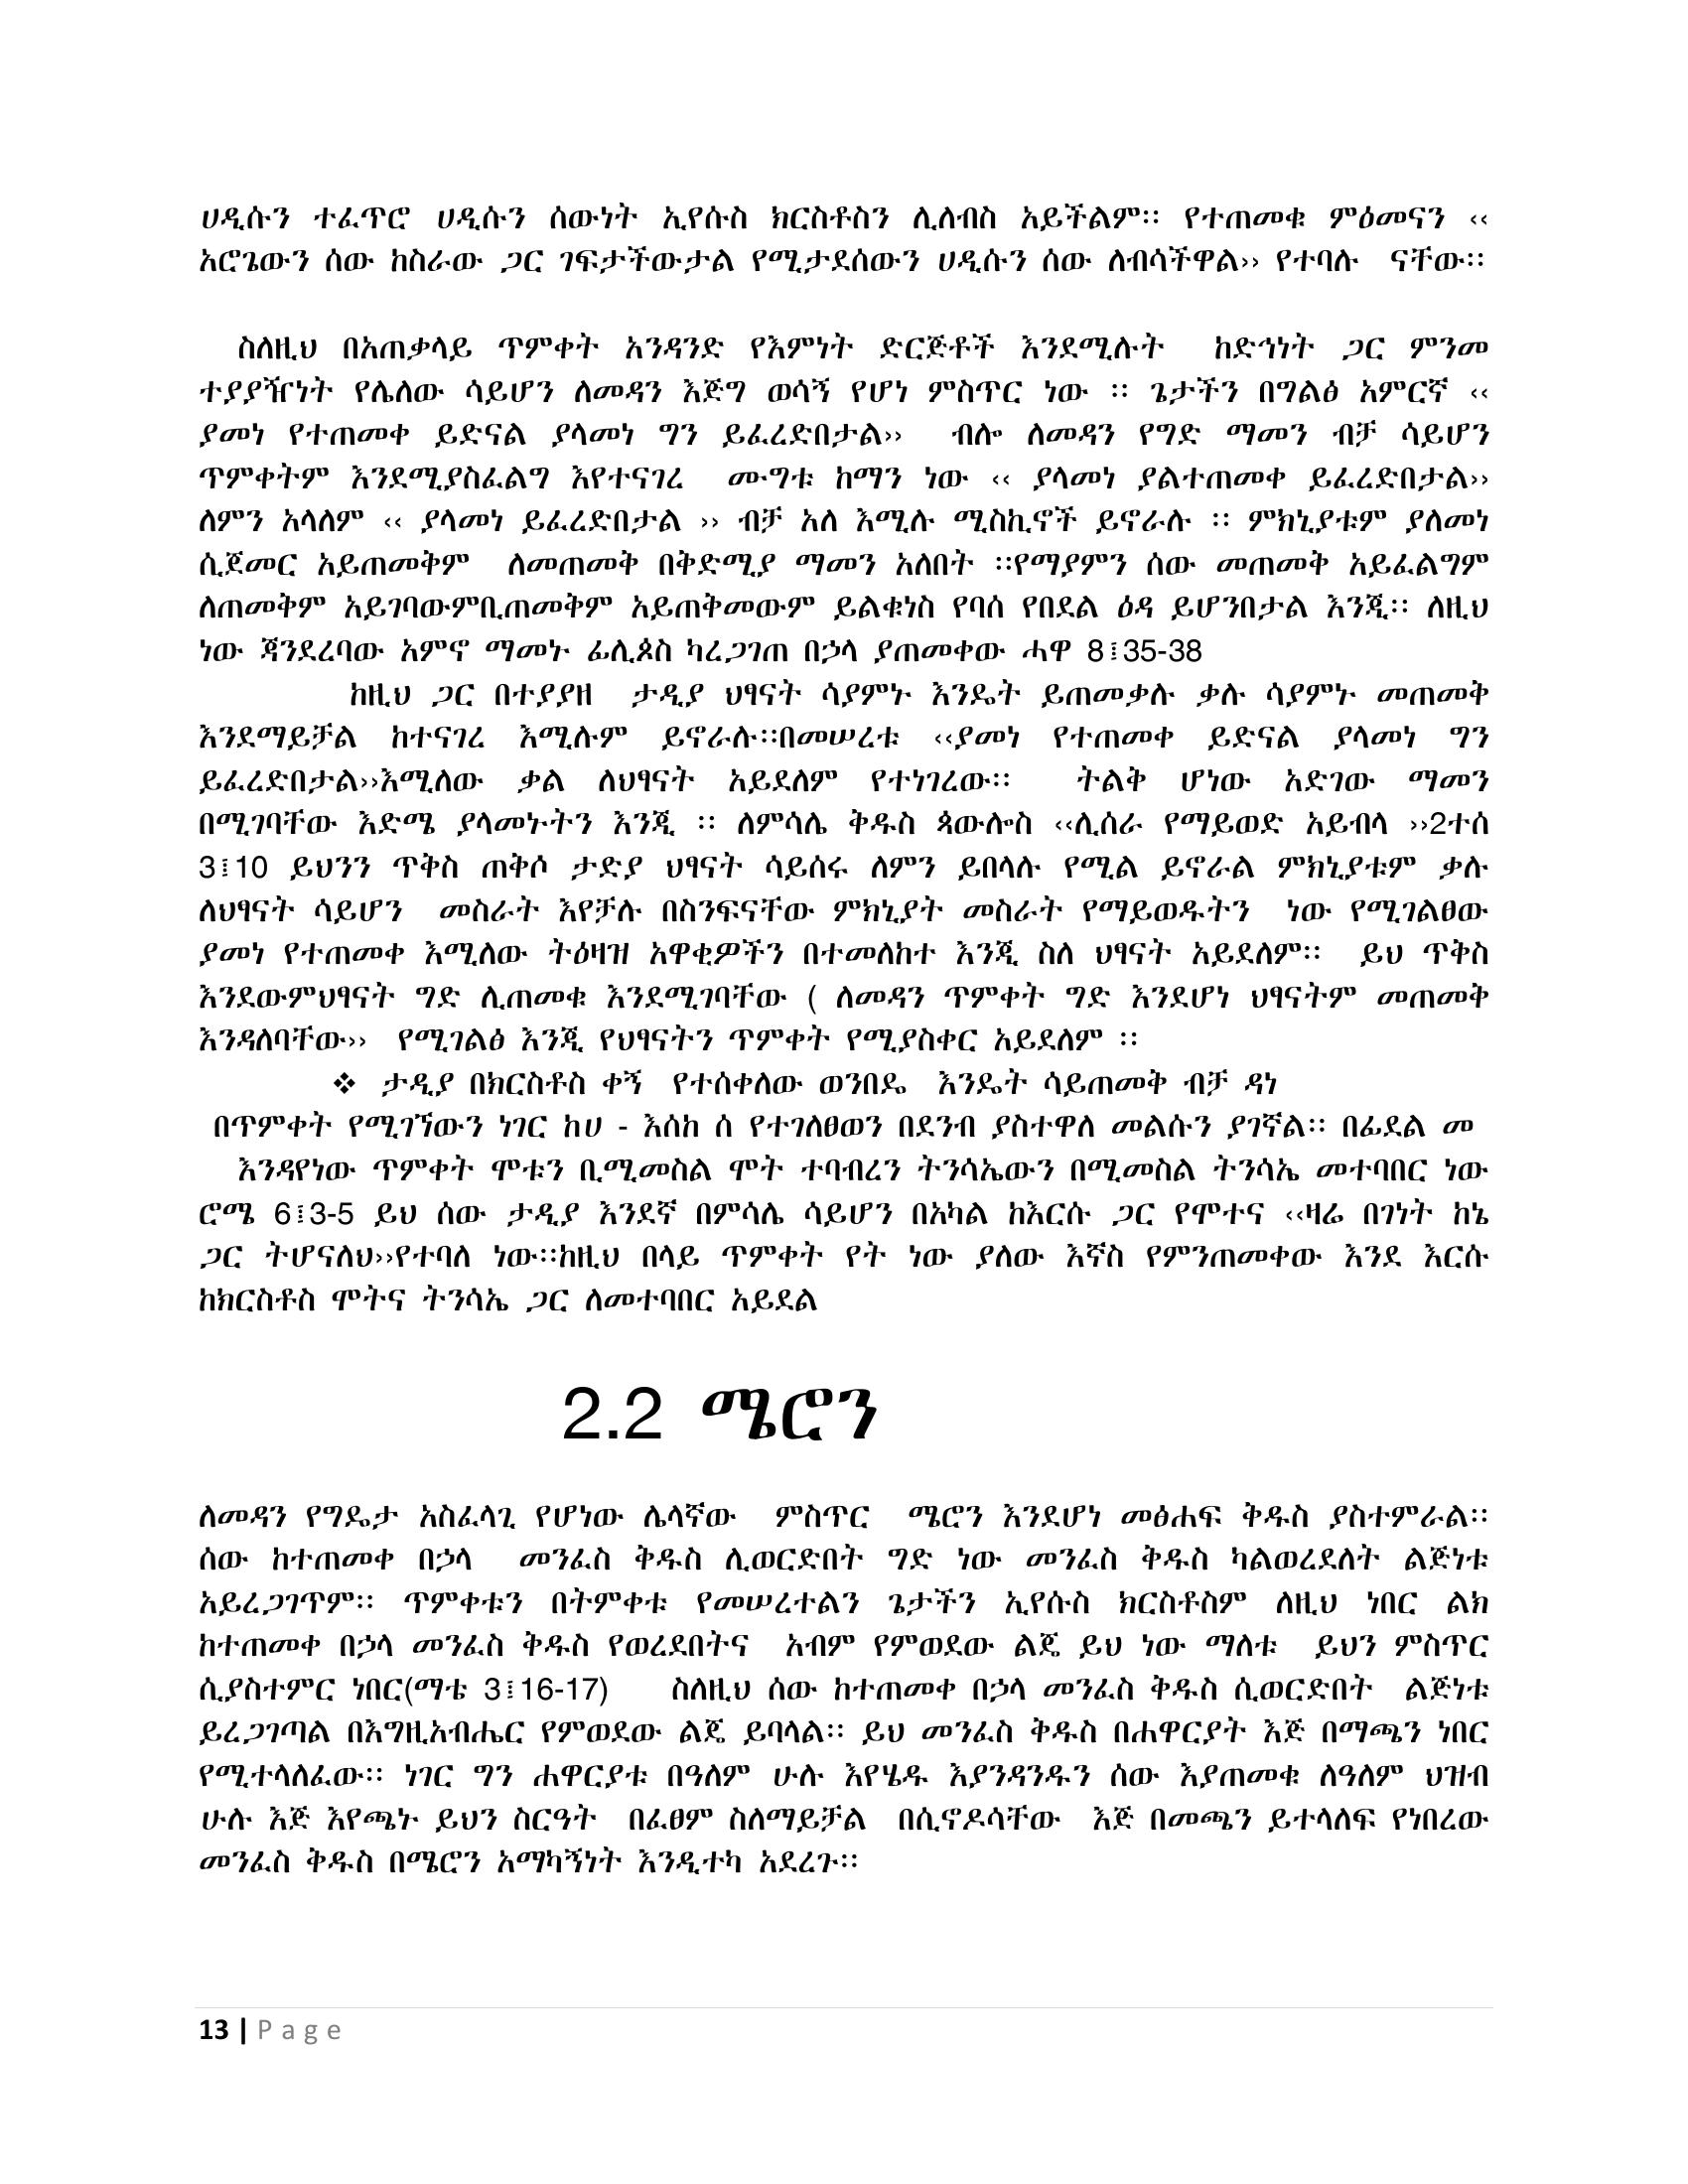 ሀዲሱን ተፈጥሮ ሀዲሱን ሰውነት ኢየሱስ ክርስቶስን ሊለብስ አይችልም፡፡ የተጠመቁ ምዕመናን ‹‹
አሮጌውን ሰው ከስራው ጋር ገፍታችውታል የሚታደሰውን ሀዲሱን ሰው ለብሳችዋል›› የተባሉ ናቸው፡፡
ስለዚህ በአጠቃላይ ጥምቀት አንዳንድ የእምነት ድርጅቶች እንደሚሉት ከድኅነት ጋር ምንመ
ተያያዥነት የሌለው ሳይሆን ለመዳን እጅግ ወሳኝ የሆነ ምስጥር ነው ፡፡ ጌታችን በግልፅ አምርኛ ‹‹
ያመነ የተጠመቀ ይድናል ያላመነ ግን ይፈረድበታል›› ብሎ ለመዳን የግድ ማመን ብቻ ሳይሆን
ጥምቀትም እንደሚያስፈልግ እየተናገረ ሙግቱ ከማን ነው ‹‹ ያላመነ ያልተጠመቀ ይፈረድበታል››
ለምን አላለም ‹‹ ያላመነ ይፈረድበታል ›› ብቻ አለ እሚሉ ሚስኪኖች ይኖራሉ ፡፡ ምክኒያቱም ያለመነ
ሲጀመር አይጠመቅም ለመጠመቅ በቅድሚያ ማመን አለበት ፡፡የማያምን ሰው መጠመቅ አይፈልግም
ለጠመቅም አይገባውምቢጠመቅም አይጠቅመውም ይልቁነስ የባሰ የበደል ዕዳ ይሆንበታል እንጂ፡፡ ለዚህ
ነው ጃንደረባው አምኖ ማመኑ ፊሊጶስ ካረጋገጠ በኃላ ያጠመቀው ሓዋ 8፤35-38
ከዚህ ጋር በተያያዘ ታዲያ ህፃናት ሳያምኑ እንዴት ይጠመቃሉ ቃሉ ሳያምኑ መጠመቅ
እንደማይቻል ከተናገረ እሚሉም ይኖራሉ፡፡በመሠረቱ ‹‹ያመነ የተጠመቀ ይድናል ያላመነ ግን
ይፈረድበታል››እሚለው ቃል ለህፃናት አይደለም የተነገረው፡፡ ትልቅ ሆነው አድገው ማመን
በሚገባቸው እድሜ ያላመኑትን እንጂ ፡፡ ለምሳሌ ቅዱስ ጳውሎስ ‹‹ሊሰራ የማይወድ አይብላ ››2ተሰ
3፤10 ይህንን ጥቅስ ጠቅሶ ታድያ ህፃናት ሳይሰሩ ለምን ይበላሉ የሚል ይኖራል ምክኒያቱም ቃሉ
ለህፃናት ሳይሆን መስራት እየቻሉ በስንፍናቸው ምክኒያት መስራት የማይወዱትን ነው የሚገልፀው
ያመነ የተጠመቀ እሚለው ትዕዛዝ አዋቂዎችን በተመለከተ እንጂ ስለ ህፃናት አይደለም፡፡ ይህ ጥቅስ
እንደውምህፃናት ግድ ሊጠመቁ እንደሚገባቸው ( ለመዳን ጥምቀት ግድ እንደሆነ ህፃናትም መጠመቅ
እንዳለባቸው›› የሚገልፅ እንጂ የህፃናትን ጥምቀት የሚያስቀር አይደለም ፡፡
❖ ታዲያ በክርስቶስ ቀኝ የተሰቀለው ወንበዴ እንዴት ሳይጠመቅ ብቻ ዳነ
በጥምቀት የሚገኘውን ነገር ከሀ - እሰከ ሰ የተገለፀወን በደንብ ያስተዋለ መልሱን ያገኛል፡፡ በፊደል መ
እንዳየነው ጥምቀት ሞቱን ቢሚመስል ሞት ተባብረን ትንሳኤውን በሚመስል ትንሳኤ መተባበር ነው
ሮሜ 6፤3-5 ይህ ሰው ታዲያ እንደኛ በምሳሌ ሳይሆን በአካል ከእርሱ ጋር የሞተና ‹‹ዛሬ በገነት ከኔ
ጋር ትሆናለህ››የተባለ ነው፡፡ከዚህ በላይ ጥምቀት የት ነው ያለው እኛስ የምንጠመቀው እንደ እርሱ
ከክርስቶስ ሞትና ትንሳኤ ጋር ለመተባበር አይደል
2.2 ሜሮን
ለመዳን የግዴታ አስፈላጊ የሆነው ሌላኛው ምስጥር ሜሮን እንደሆነ መፅሐፍ ቅዱስ ያስተምራል፡፡
ሰው ከተጠመቀ በኃላ መንፈስ ቅዱስ ሊወርድበት ግድ ነው መንፈስ ቅዱስ ካልወረደለት ልጅነቱ
አይረጋገጥም፡፡ ጥምቀቱን በትምቀቱ የመሠረተልን ጌታችን ኢየሱስ ክርስቶስም ለዚህ ነበር ልክ
ከተጠመቀ በኃላ መንፈስ ቅዱስ የወረደበትና አብም የምወደው ልጄ ይህ ነው ማለቱ ይህን ምስጥር
ሲያስተምር ነበር(ማቴ 3፤16-17) ስለዚህ ሰው ከተጠመቀ በኃላ መንፈስ ቅዱስ ሲወርድበት ልጅነቱ
ይረጋገጣል በእግዚአብሔር የምወደው ልጄ ይባላል፡፡ ይህ መንፈስ ቅዱስ በሐዋርያት እጅ በማጫን ነበር
የሚተላለፈው፡፡ ነገር ግን ሐዋርያቱ በዓለም ሁሉ እየሄዱ እያንዳንዱን ሰው እያጠመቁ ለዓለም ህዝብ
ሁሉ እጅ እየጫኑ ይህን ስርዓት በፈፀም ስለማይቻል በሲኖዶሳቸው እጅ በመጫን ይተላለፍ የነበረው
መንፈስ ቅዱስ በሜሮን አማካኝነት እንዲተካ አደረጉ፡፡
13 | Page